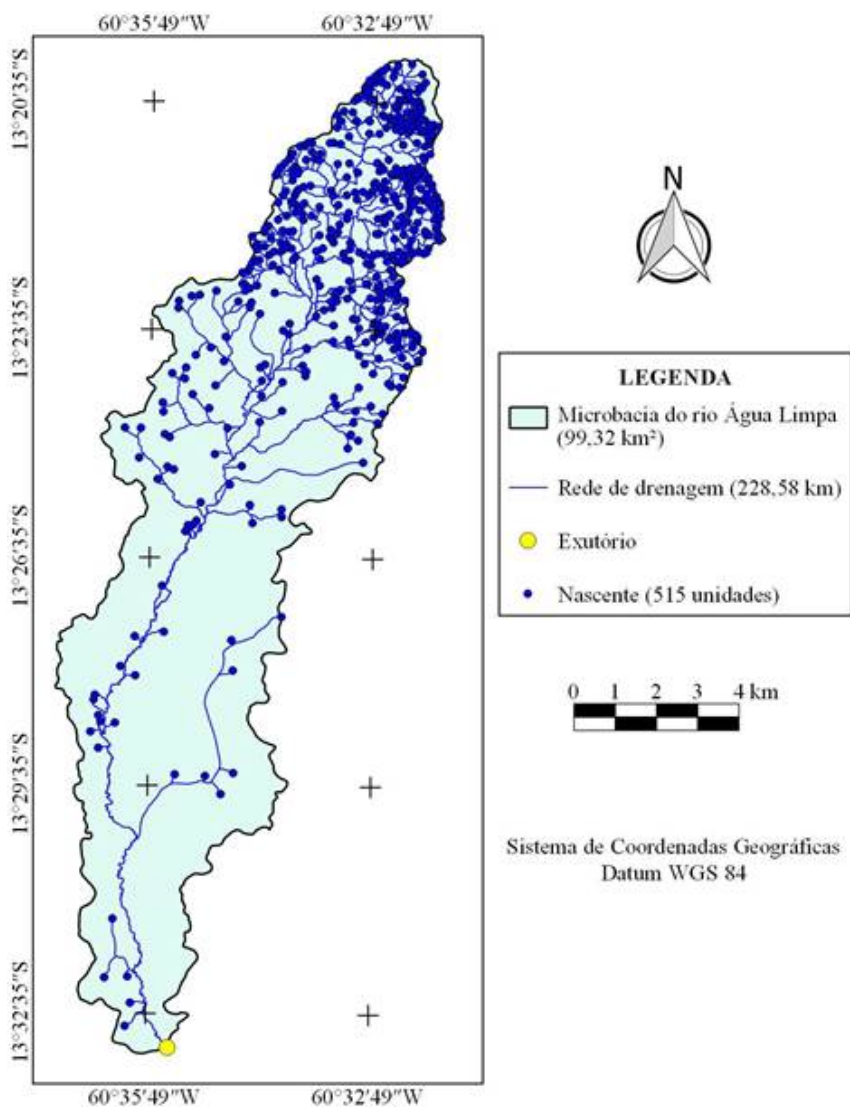 60°35'49"W 60°32'49"W
13°20'35"S
13°23'35"S
13°26'35"S
13°29'35"S
13°32'35"S
60°35'49"W 60°32'49"W
N
LEGENDA
Microbacia do rio Água Limpa
(99,32 km²)
Rede de drenagem (228,58 km)
Exutório
Nascente (515 unidades)
0 1 2 3 4 km
Sistema de Coordenadas Geográficas
Datum WGS 84